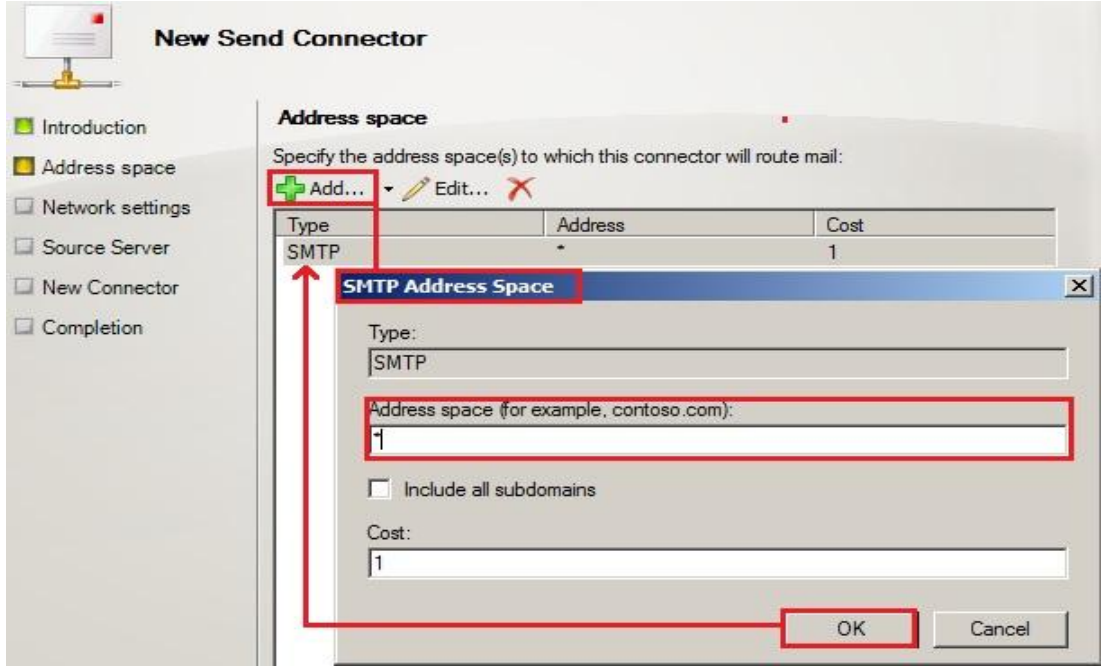 New Send Connector
Introduction
Address space
Network settings
Source Server
New Connector
Completion
Address space
Specify the address space(s) to which this connector will route mail:
Add... Edit...
Type Address Cost
SMTP * 1
SMTP Address Space
Type:
SMTP
Address space (for example, contoso.com):
*
Include all subdomains
Cost:
1
OK Cancel